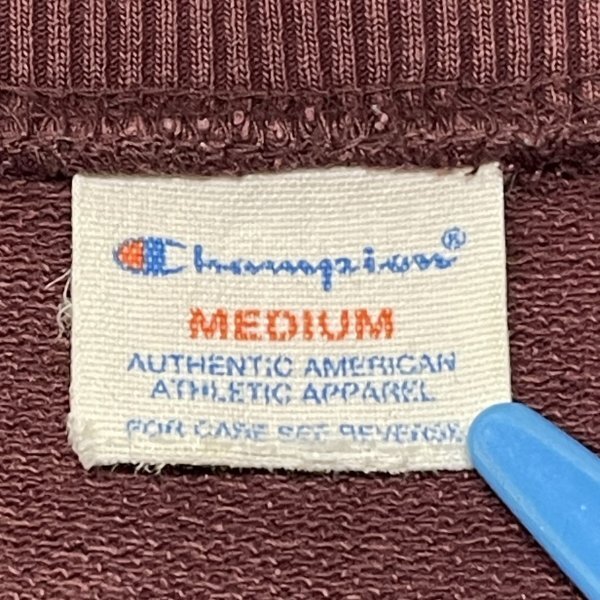 Champion®
MEDIUM
AUTHENTIC AMERICAN
ATHLETIC APPAREL
FOR CARE SEE REVERSE